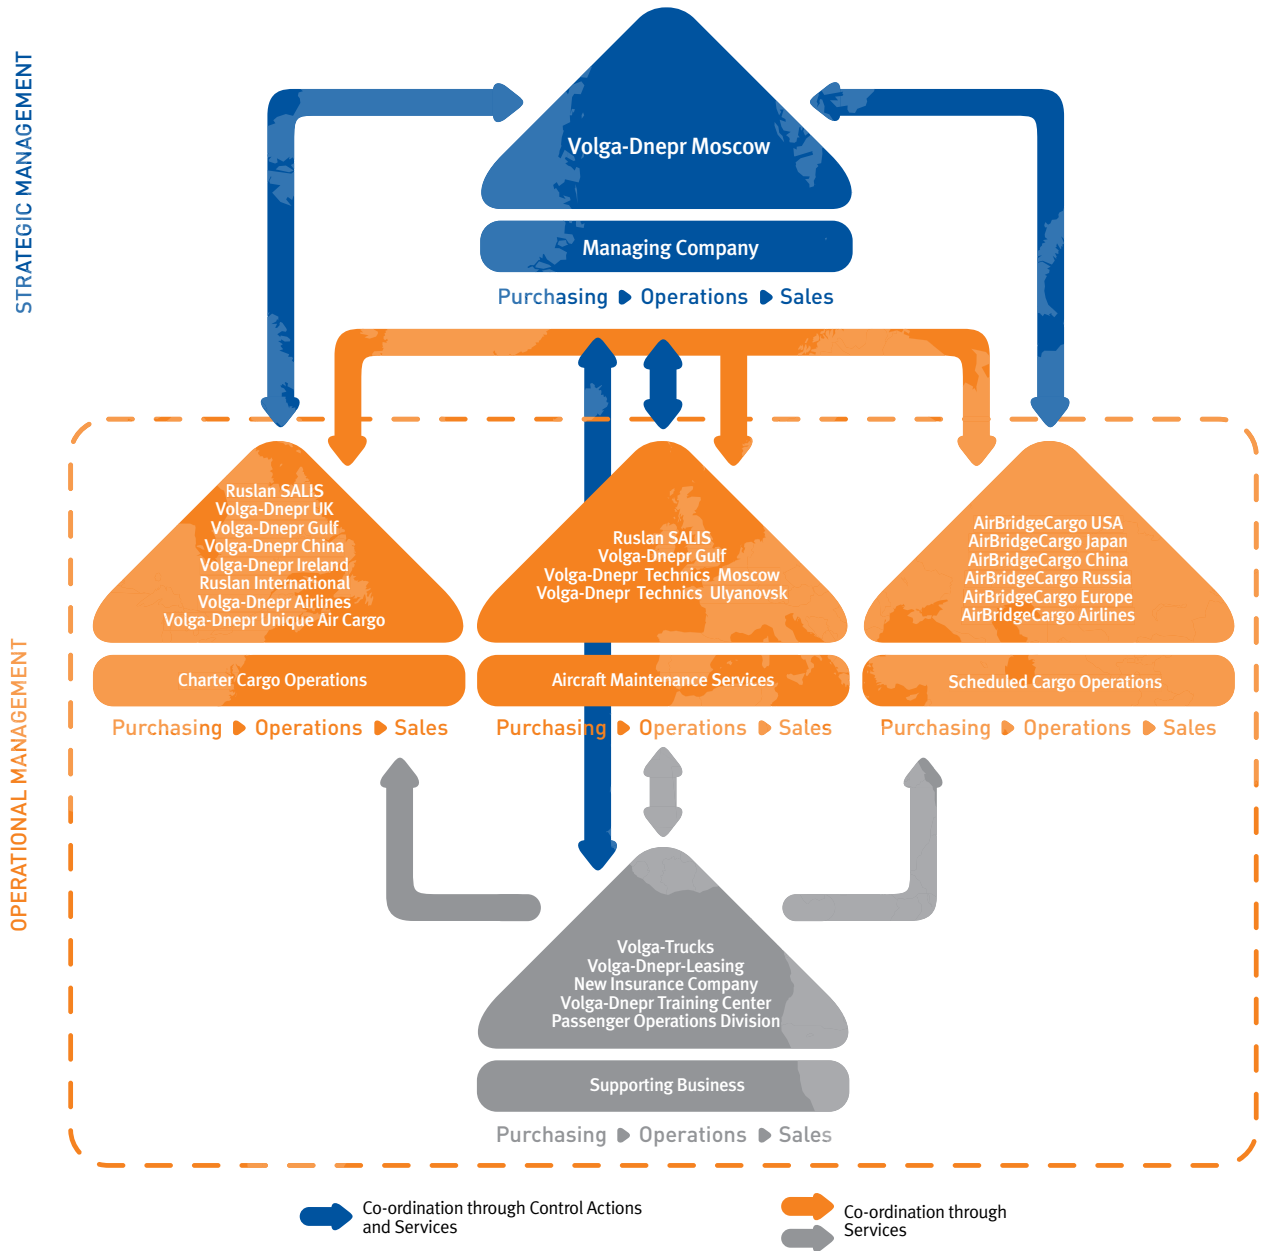 STRATEGIC MANAGEMENT
Volga-Dnepr Moscow
Managing Company
Purchasing Operations Sales
OPERATIONAL MANAGEMENT
Ruslan SALIS
Volga-Dnepr UK
Volga-Dnepr Gulf
Volga-Dnepr China
Volga-Dnepr Ireland
Ruslan International
Volga-Dnepr Airlines
Volga-Dnepr Unique Air Cargo
Charter Cargo Operations
Purchasing Operations Sales
Ruslan SALIS
Volga-Dnepr Gulf
Volga-Dnepr Technics Moscow
Volga-Dnepr Technics Ulyanovsk
Aircraft Maintenance Services
Purchasing Operations Sales
AirBridgeCargo USA
AirBridgeCargo Japan
AirBridgeCargo China
AirBridgeCargo Russia
AirBridgeCargo Europe
AirBridgeCargo Airlines
Scheduled Cargo Operations
Purchasing Operations Sales
Volga-Trucks
Volga-Dnepr-Leasing
New Insurance Company
Volga-Dnepr Training Center
Passenger Operations Division
Supporting Business
Purchasing Operations Sales
Co-ordination through Control Actions
and Services
Co-ordination through
Services